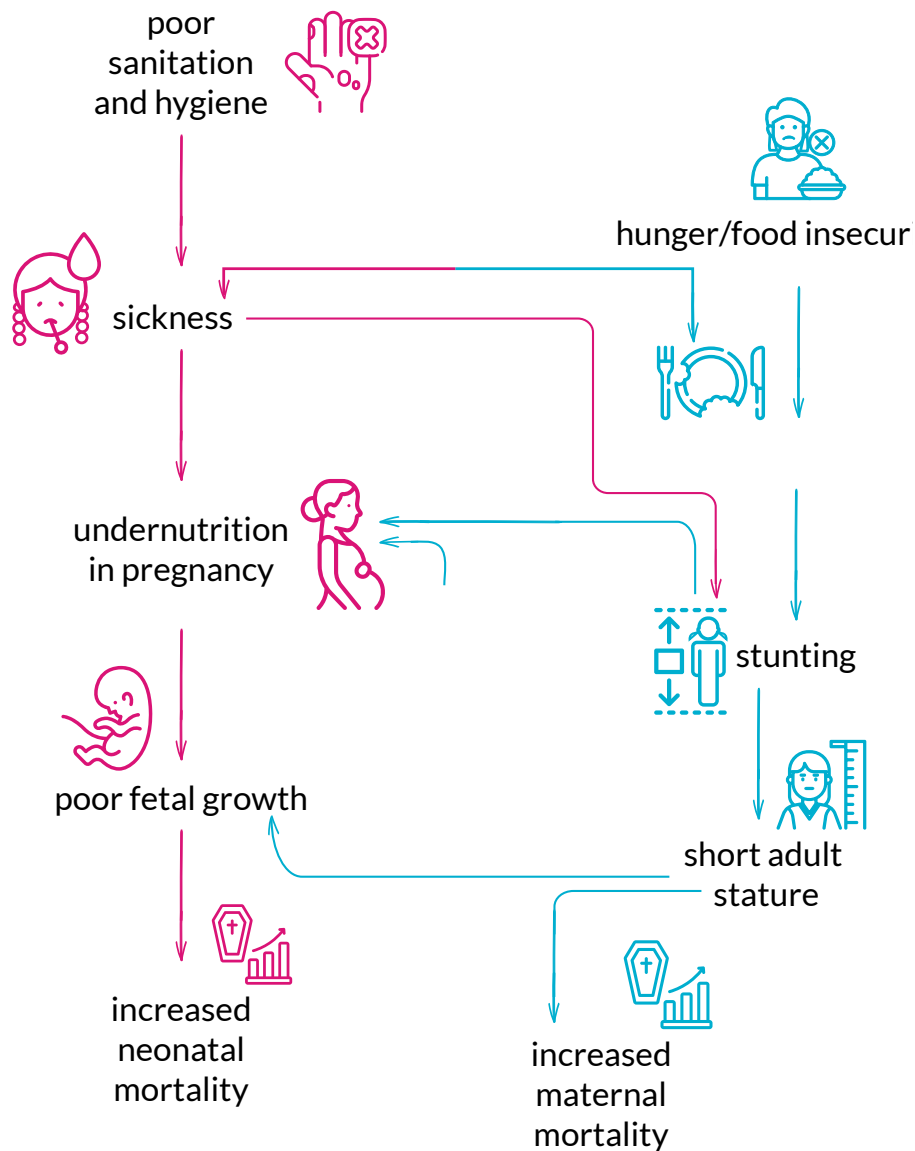 poor
sanitation
and hygiene
hunger/food insecuri
sickness
undernutrition
in pregnancy
stunting
poor fetal growth
short adult
stature
increased
neonatal
mortality
increased
maternal
mortality